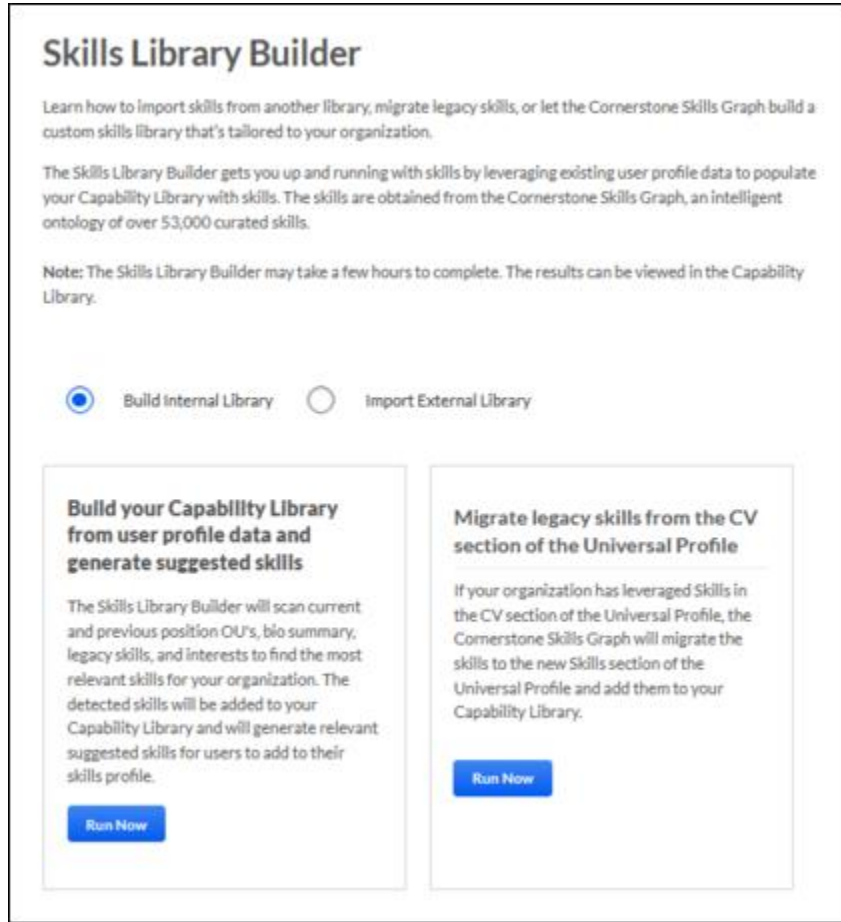 Skills Library Builder
Learn how to import skills from another library, migrate legacy skills, or let the Cornerstone Skills Graph build a
custom skills library that's tailored to your organization.
The Skills Library Builder gets you up and running with skills by leveraging existing user profile data to populate
your Capability Library with skills. The skills are obtained from the Cornerstone Skills Graph, an intelligent
ontology of over 53,000 curated skills.
Note: The Skills Library Builder may take a few hours to complete. The results can be viewed in the Capability
Library.
Build Internal Library
Import External Library
Build your Capability Library
from user profile data and
generate suggested skills
The Skills Library Builder will scan current
and previous position OU's, bio summary,
legacy skills, and interests to find the most
relevant skills for your organization. The
detected skills will be added to your
Capability Library and will generate relevant
suggested skills for users to add to their
skills profile.
Run Now
Migrate legacy skills from the CV
section of the Universal Profile
If your organization has leveraged Skills in
the CV section of the Universal Profile, the
Cornerstone Skills Graph will migrate the
skills to the new Skills section of the
Universal Profile and add them to your
Capability Library.
Run Now